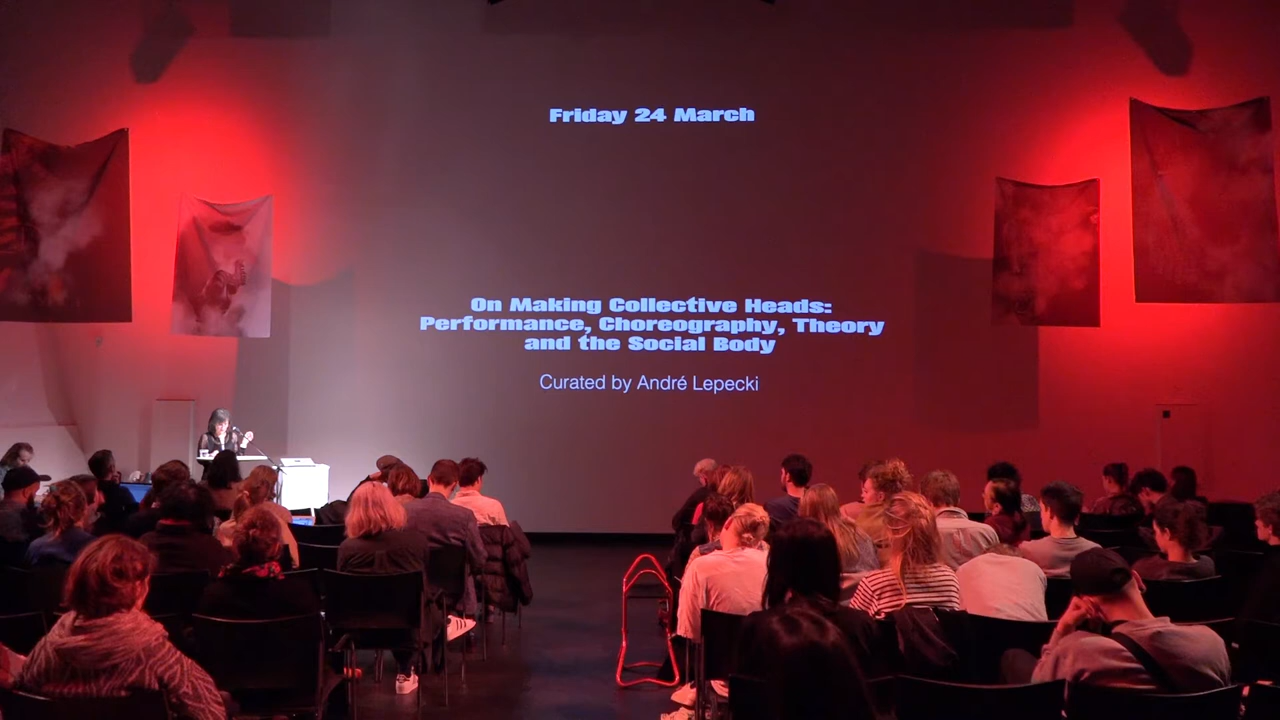 Friday 24 March
On Making Collective Heads:
Performance, Choreography, Theory
and the Social Body
Curated by André Lepecki